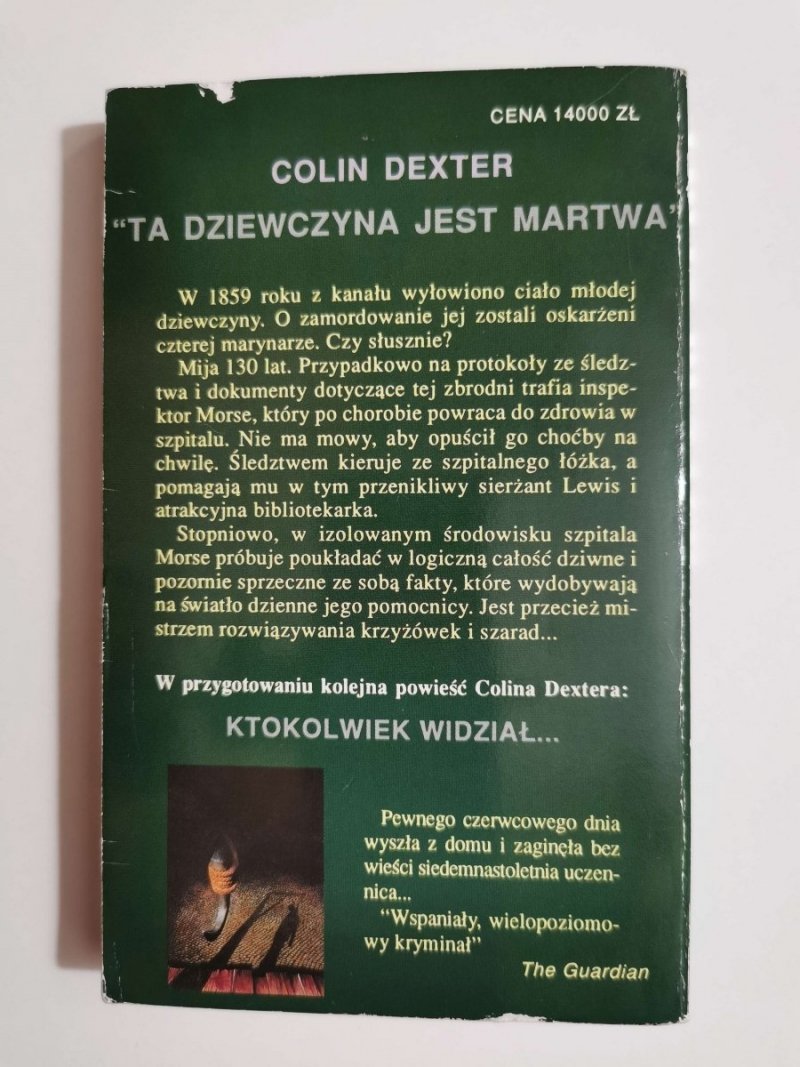 CENA 14000 ZŁ
COLIN DEXTER
"TA DZIEWCZYNA JEST MARTWA"
W 1859 roku z kanału wyłowiono ciało młodej
dziewczyny. O zamordowanie jej zostali oskarżeni
czterej marynarze. Czy słusznie?
Mija 130 lat. Przypadkowo na protokoły ze śledz-
twa i dokumenty dotyczące tej zbrodni trafia inspe-
ktor Morse, który po chorobie powraca do zdrowia w
szpitalu. Nie ma mowy, aby opuścił go choćby na
chwilę. Śledztwem kieruje ze szpitalnego łóżka, a
pomagają mu w tym przenikliwy sierżant Lewis i
atrakcyjna bibliotekarka.
Stopniowo, w izolowanym środowisku szpitala
Morse próbuje poukładać w logiczną całość dziwne i
pozornie sprzeczne ze sobą fakty, które wydobywają
na światło dzienne jego pomocnicy. Jest przecież mi-
strzem rozwiązywania krzyżówek i szarad...
W przygotowaniu kolejna powieść Colina Dextera:
KTOKOLWIEK WIDZIAŁ...
Pewnego czerwcowego dnia
wyszła z domu i zaginęła bez
wieści siedemnastoletnia uczen-
nica...
"Wspaniały, wielopoziomo-
wy kryminał"
The Guardian